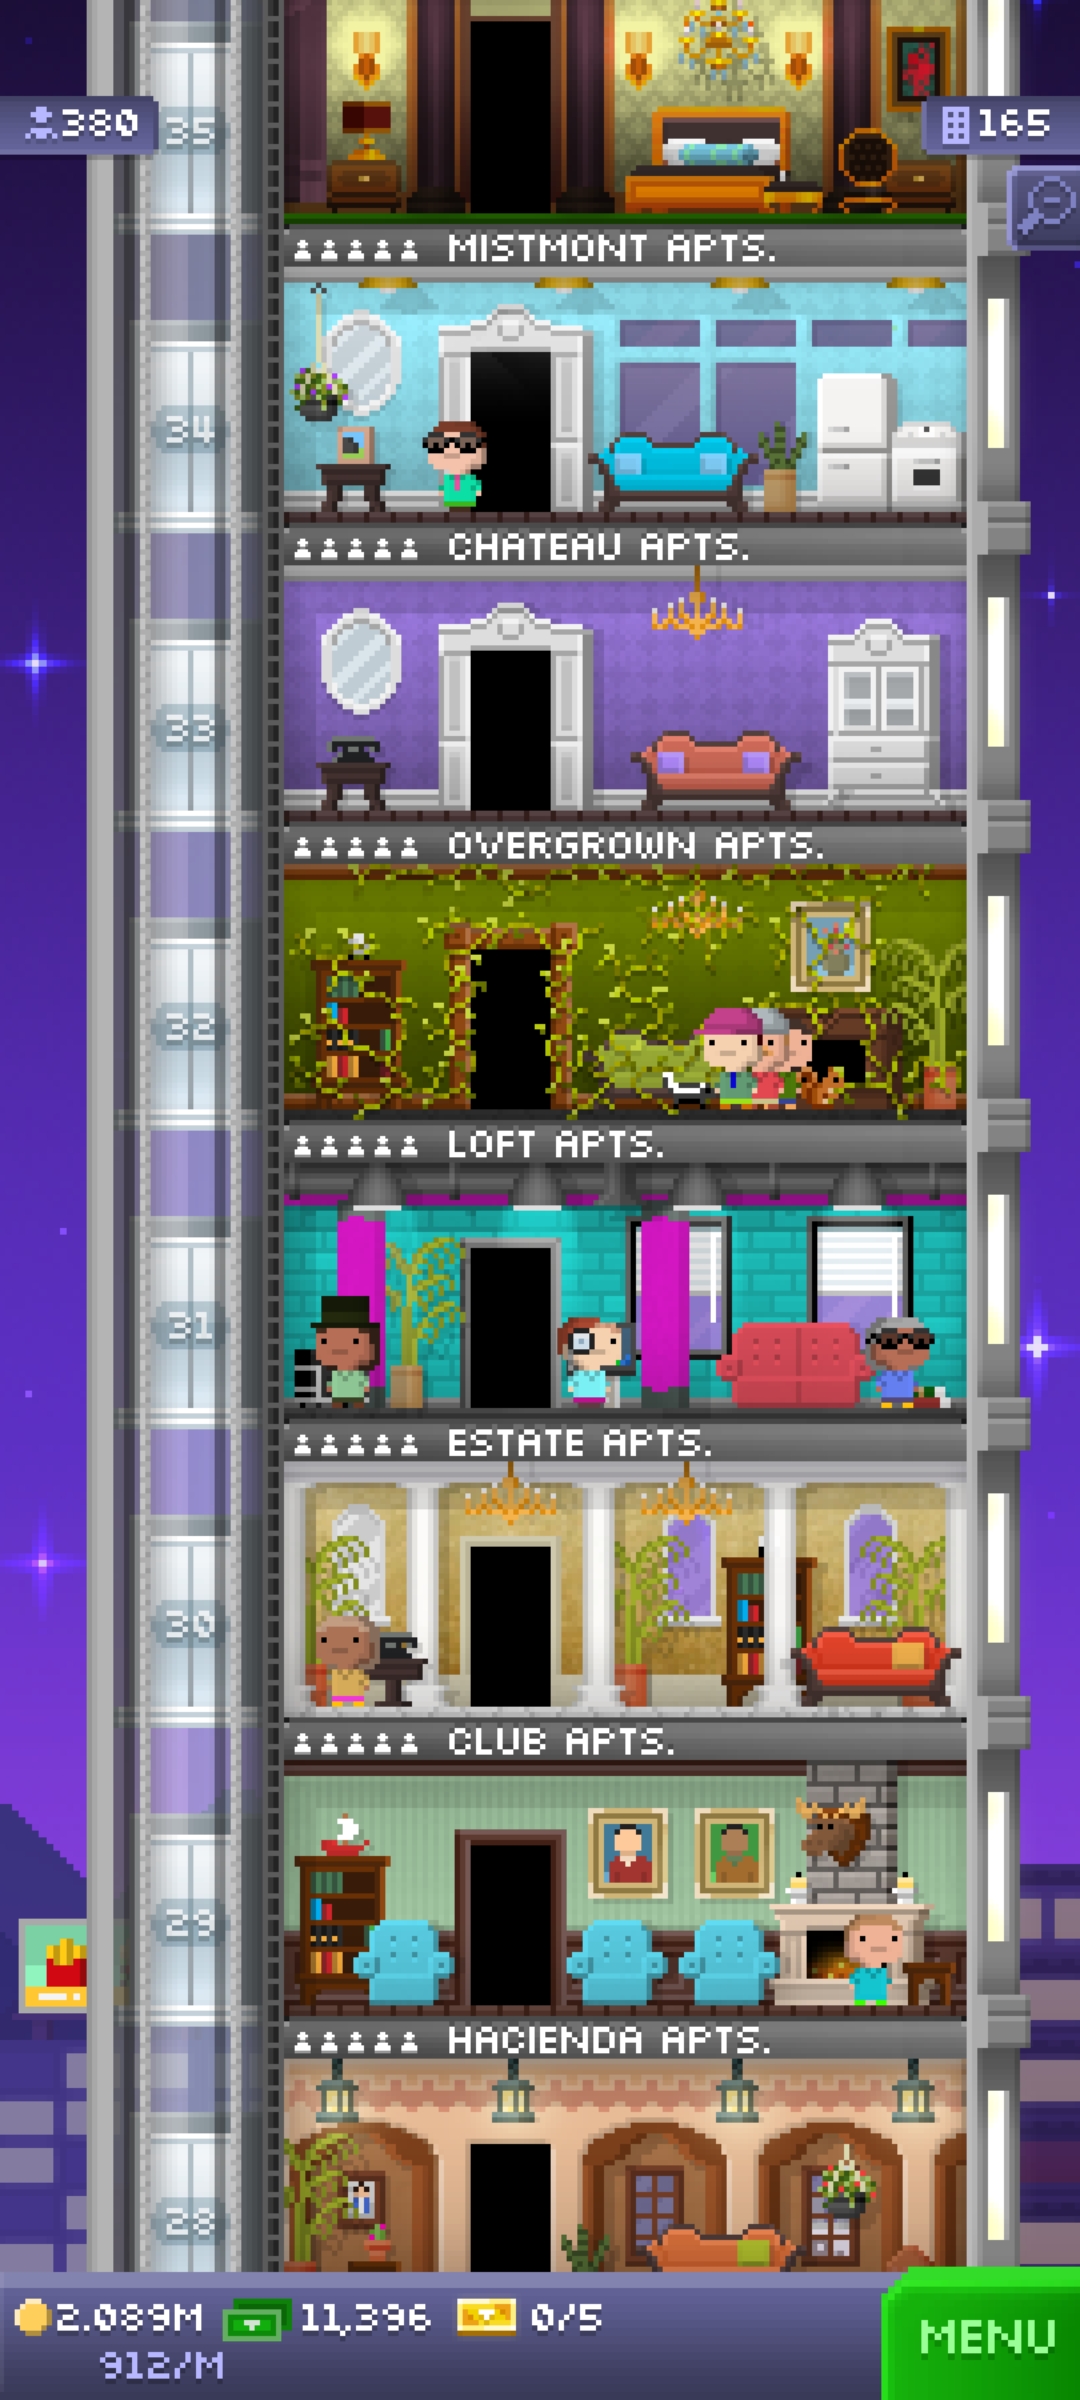 380
35
165
MISTMONT APTS.
34
CHATEAU APTS.
33
OVERGROWN APTS.
32
LOFT APTS.
31
ESTATE APTS.
30
CLUB APTS.
29
HACIENDA APTS.
28
2.089M 11,396 0/5
912/M
MENU